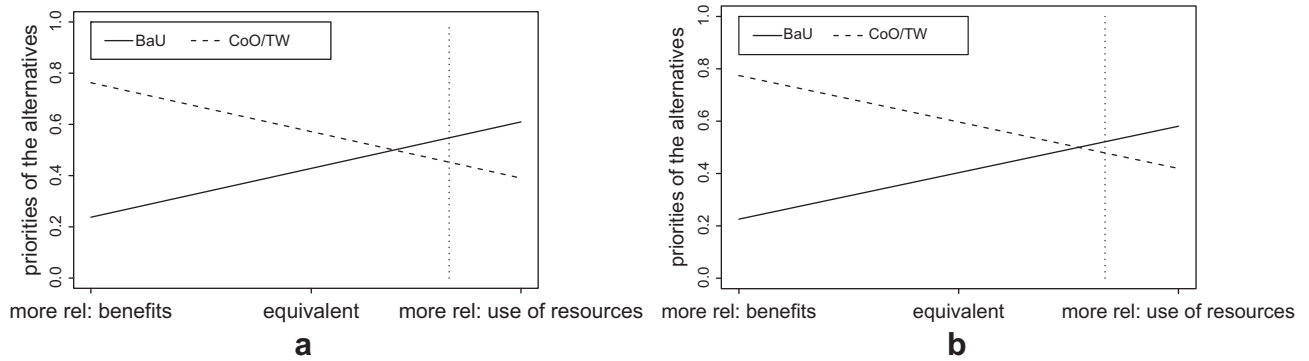 BaU CoO/TW
priorities of the alternatives
1.0
0.8
0.6
0.4
0.2
0.0
more rel: benefits equivalent more rel: use of resources
a
BaU CoO/TW
priorities of the alternatives
1.0
0.8
0.6
0.4
0.2
0.0
more rel: benefits equivalent more rel: use of resources
b